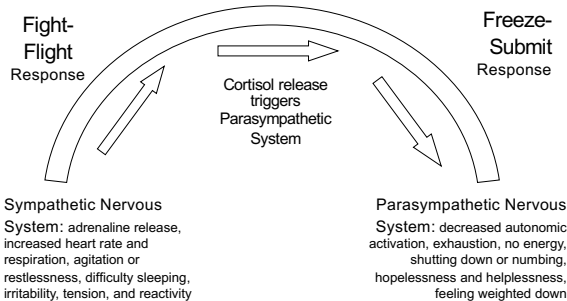 Fight-
Flight
Response
Freeze-
Submit
Response
Cortisol release
triggers
Parasympathetic
System
Sympathetic Nervous
System: adrenaline release,
increased heart rate and
respiration, agitation or
restlessness, difficulty sleeping,
irritability, tension, and reactivity
Parasympathetic Nervous
System: decreased autonomic
activation, exhaustion, no energy,
shutting down or numbing,
hopelessness and helplessness,
feeling weighted down